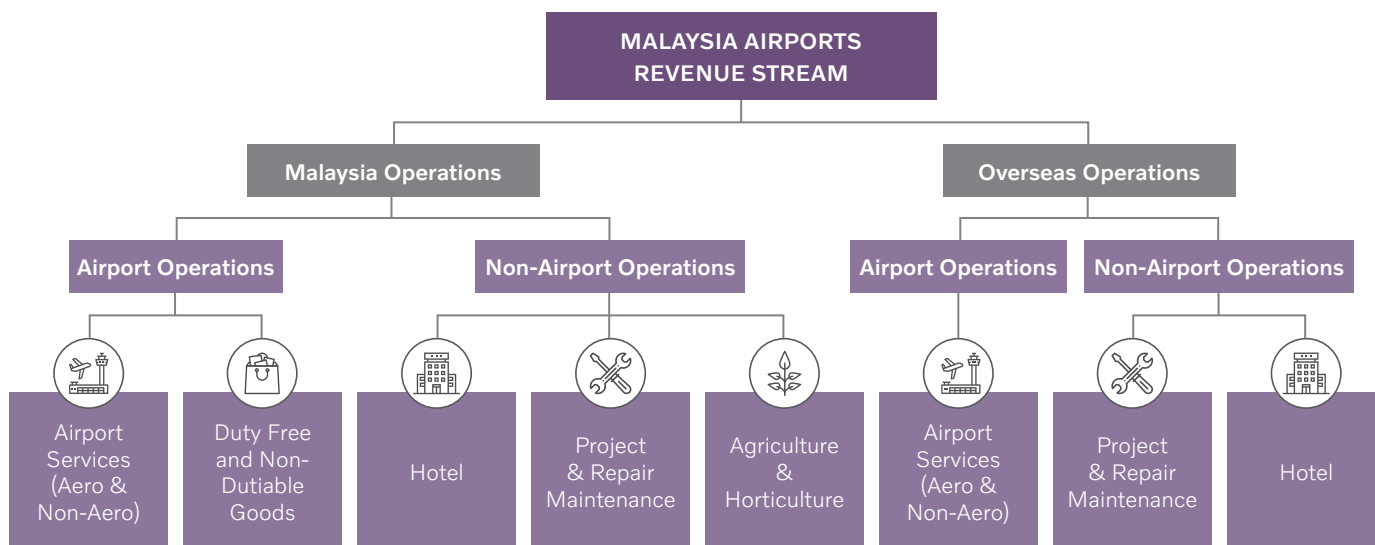 MALAYSIA AIRPORTS
REVENUE STREAM
Malaysia Operations
Overseas Operations
Airport Operations
Non-Airport Operations
Airport Operations
Non-Airport Operations
Airport
Services
(Aero &
Non-Aero)
Duty Free
and Non-
Dutiable
Goods
Hotel
Project
& Repair
Maintenance
Agriculture
&
Horticulture
Airport
Services
(Aero &
Non-Aero)
Project
& Repair
Maintenance
Hotel